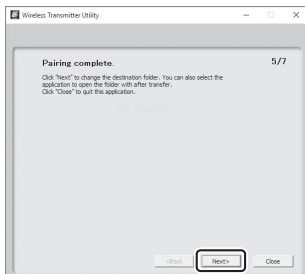 Wireless Transmitter Utility
Pairing complete.
5/7
Click "Next" to change the destination folder. You can also select the
application to open the folder with after transfer.
Click "Close" to quit this application.
<Back
Next>
Close